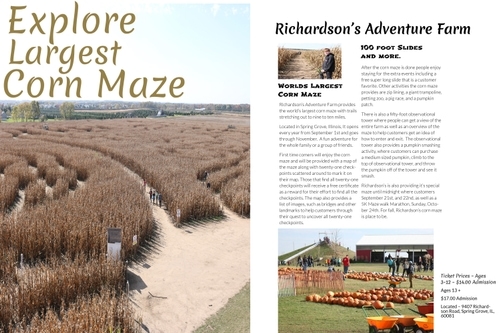 Explore
Largest
Corn Maze
Richardson's Adventure Farm
Worlds Largest
Corn Maze
Richardson's Adventure Farm provides
the world's largest corn maze with trails
stretching out to nine to ten miles.
Located in Spring Grove, Illinois, it opens
every year from September 1st and goes
through November. A fun adventure for
the whole family or a group of friends.
First time comers will enjoy the corn
maze and will be provided with a map of
the maze along with twenty-one check-
points scattered around to mark it on
their map. Those that find all twenty-one
checkpoints will receive a free certificate
as a reward for their effort to find all the
checkpoints. The map also provides a
list of images, such as bridges and other
landmarks to help customers through
their quest to uncover all twenty-one
checkpoints.
100 foot Slides
and more.
After the corn maze is done people enjoy
staying for the extra events including a
free super long slide that is a customer
favorite. Other activities the corn maze
provides are zip lining, a giant trampoline,
petting zoo, a pig race, and a pumpkin
patch.
There is also a fifty-foot observational
tower where people can get a view of the
entire farm as well as an overview of the
maze to help customers get an idea of
how to enter and exit. The observational
tower also provides a pumpkin smashing
activity, where customers can purchase
a medium sized pumpkin, climb to the
top of observational tower, and throw
the pumpkin off of the tower and see it
smash.
Richardson's is also providing it's special
maze until midnight where customers
September 21st, and 22nd, as well as a
5K Maze walk Marathon, Sunday, Octo-
ber 24th. For fall, Richardson's corn maze
is place to be.
Ticket Prices – Ages
3-12 – $16.00 Admission
Ages 13 +
$17.00 Admission
Located – 9407 Richard-
son Road, Spring Grove, IL,
60081